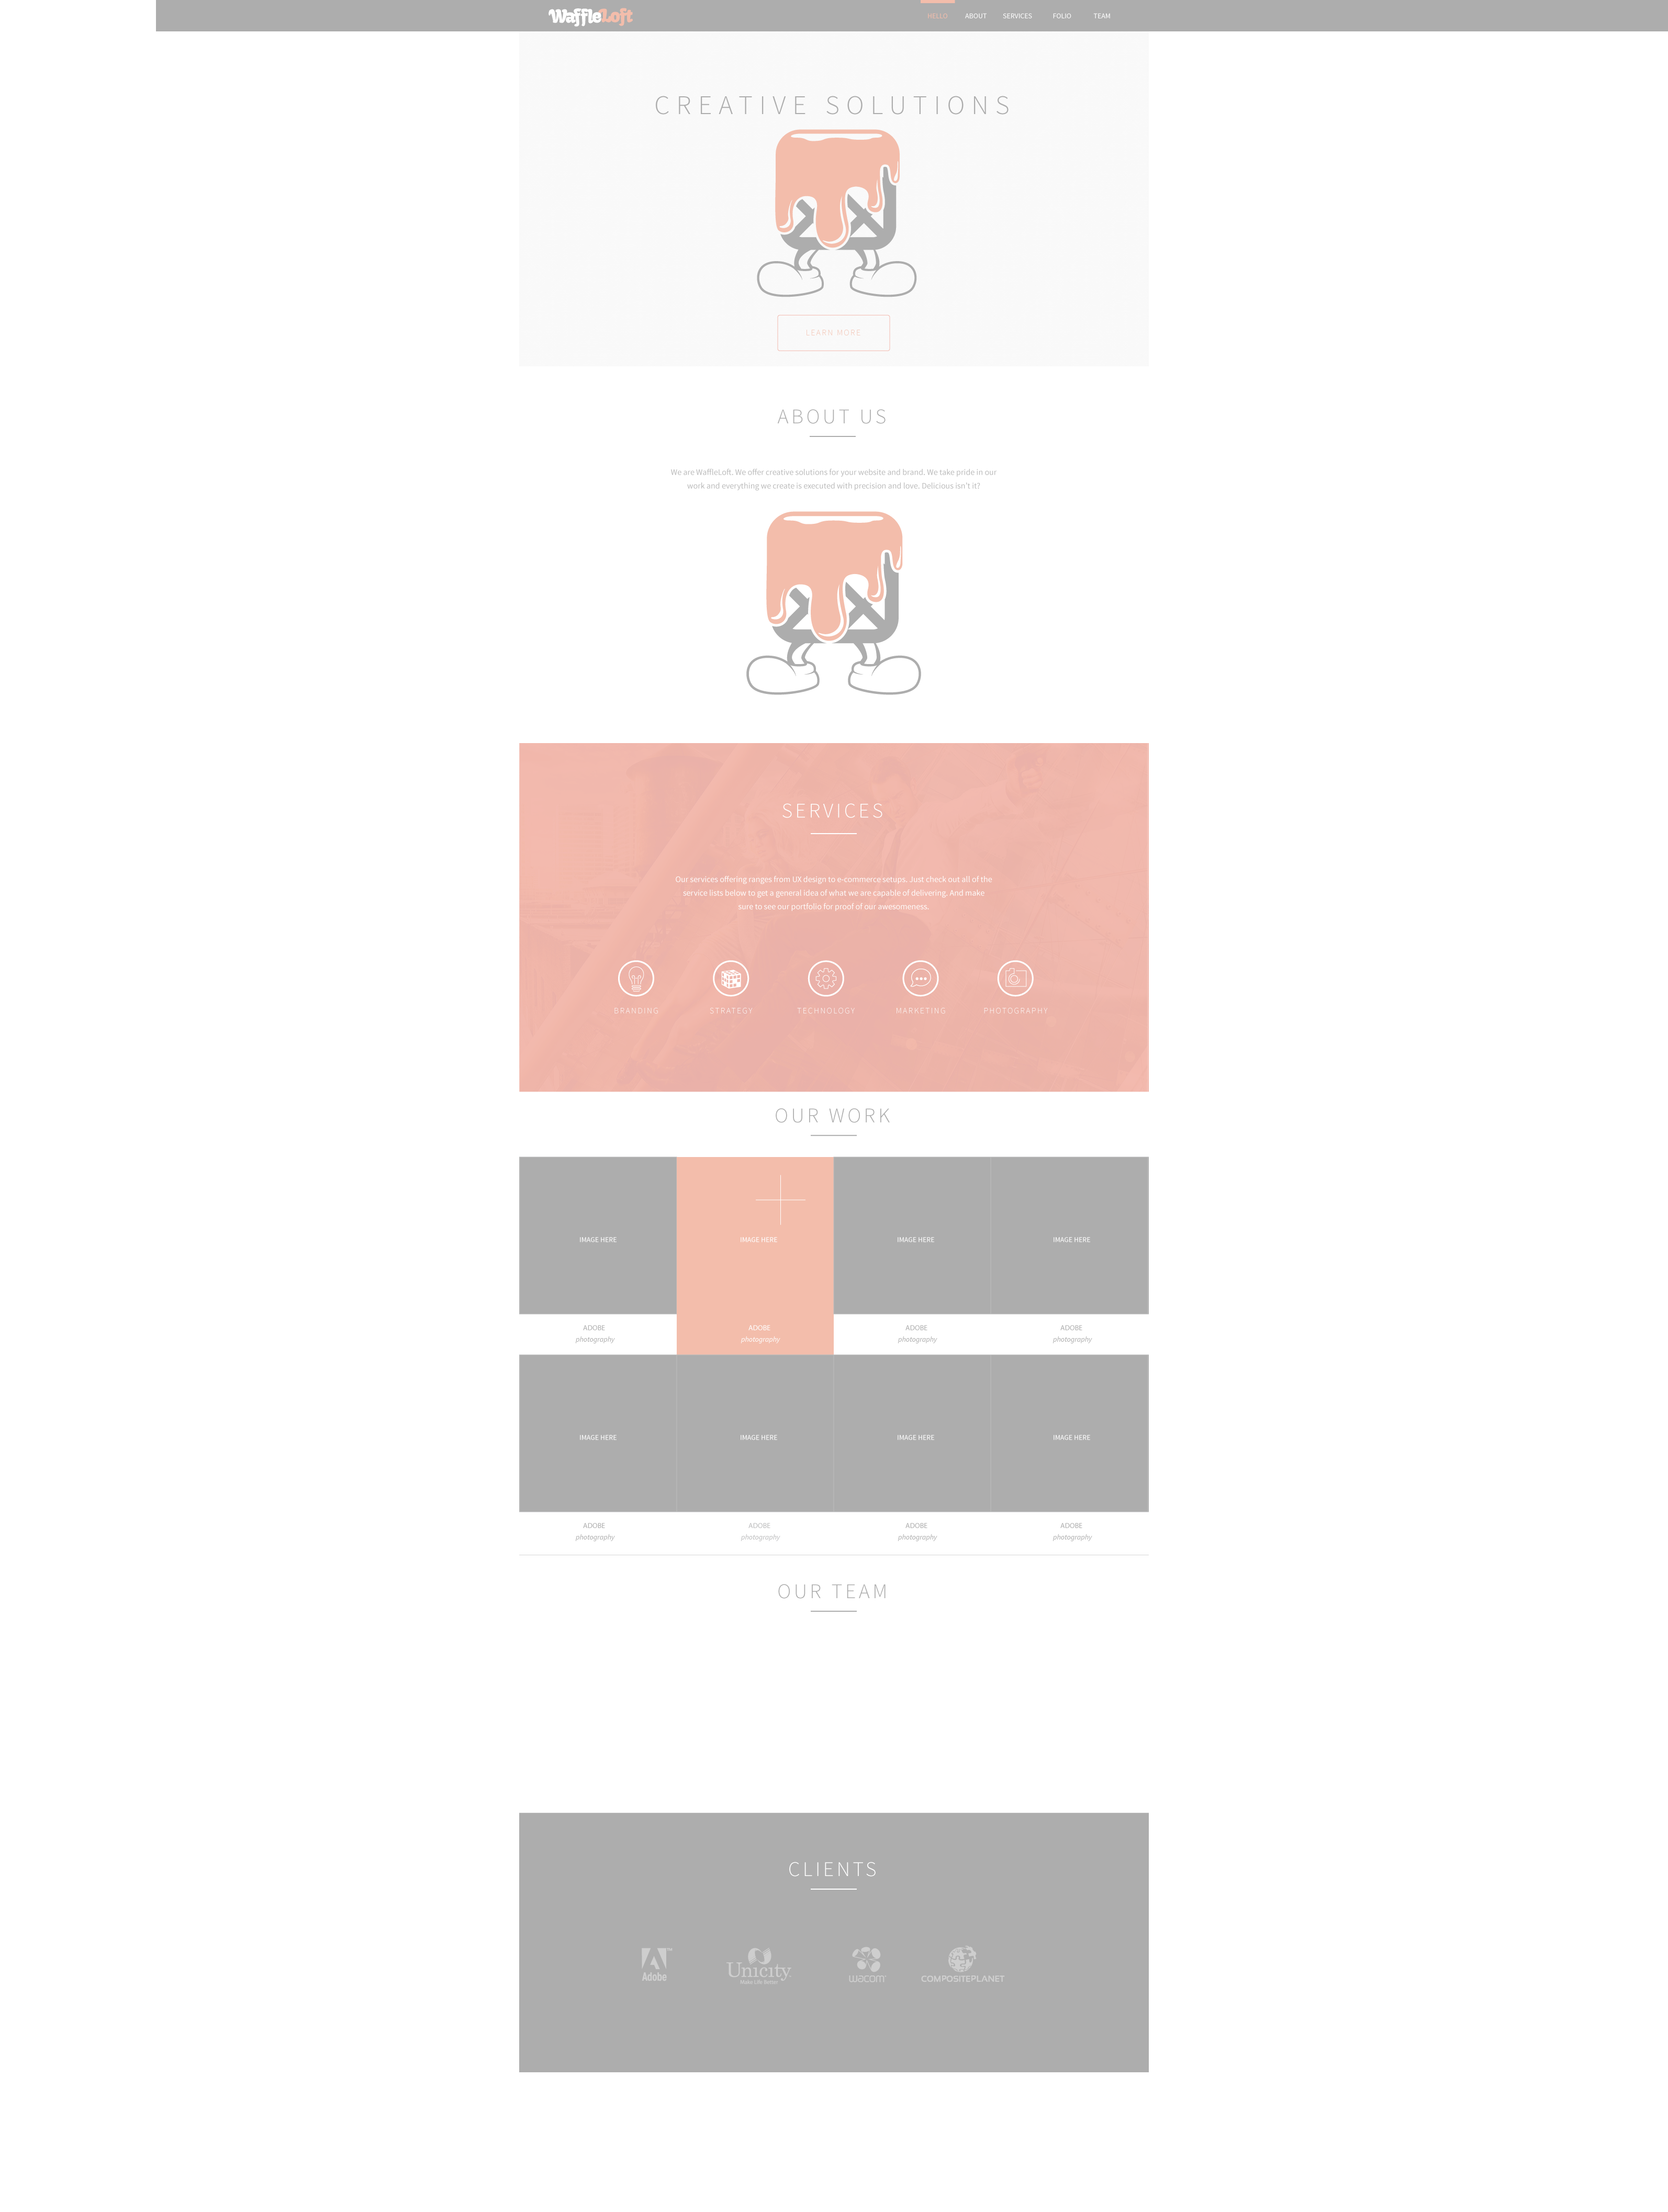 WaffleLoft
HELLO ABOUT SERVICES FOLIO TEAM
CREATIVE SOLUTIONS
LEARN MORE
ABOUT US
We are WaffleLoft. We offer creative solutions for your website and brand. We take pride in our
work and everything we create is executed with precision and love. Delicious isn't it?
SERVICES
Our services offering ranges from UX design to e-commerce setups. Just check out all of the
service lists below to get a general idea of what we are capable of delivering. And make
sure to see our portfolio for proof of our awesomeness.
BRANDING STRATEGY TECHNOLOGY MARKETING PHOTOGRAPHY
OUR WORK
IMAGE HERE IMAGE HERE IMAGE HERE IMAGE HERE
ADOBE ADOBE ADOBE ADOBE
photography photography photography photography
IMAGE HERE IMAGE HERE IMAGE HERE IMAGE HERE
ADOBE ADOBE ADOBE ADOBE
photography photography photography photography
OUR TEAM
CLIENTS
Adobe Unicity wacom COMPOSITEPLANET
Make Life Better